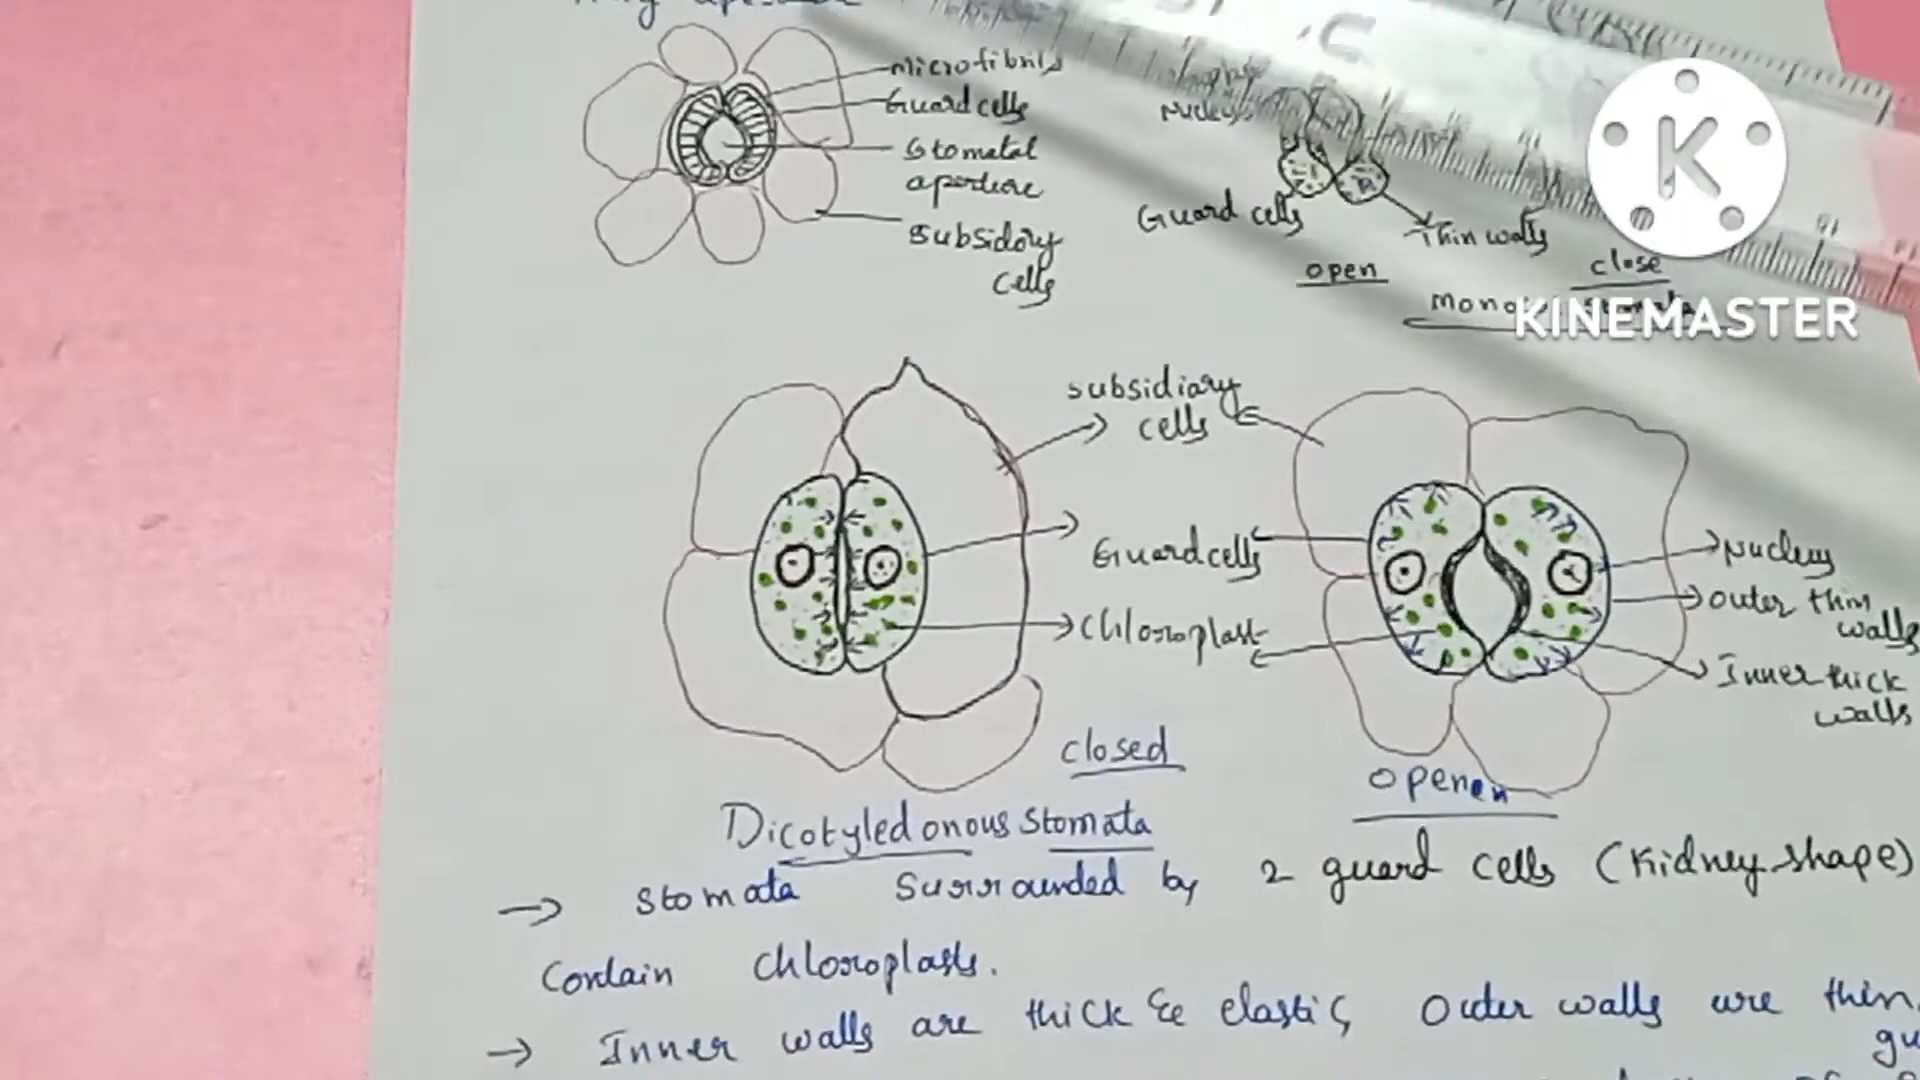 Microfibrils
Guard cells
Stomatal
aperture
Subsidory
cells
Nucleus
Guard cells
Thin walls
open
close
KINEMASTER
subsidiary
cells
Guard cells
Chloroplast
Nucleus
outer thin
walls
Inner thick
walls
closed
openen
Dicotyledonous Stomata
→ stomata surrounded by 2 guard cells (Kidney shape)
Contain chloroplasts.
→ Inner walls are thick & elastic, Outer walls are thin.